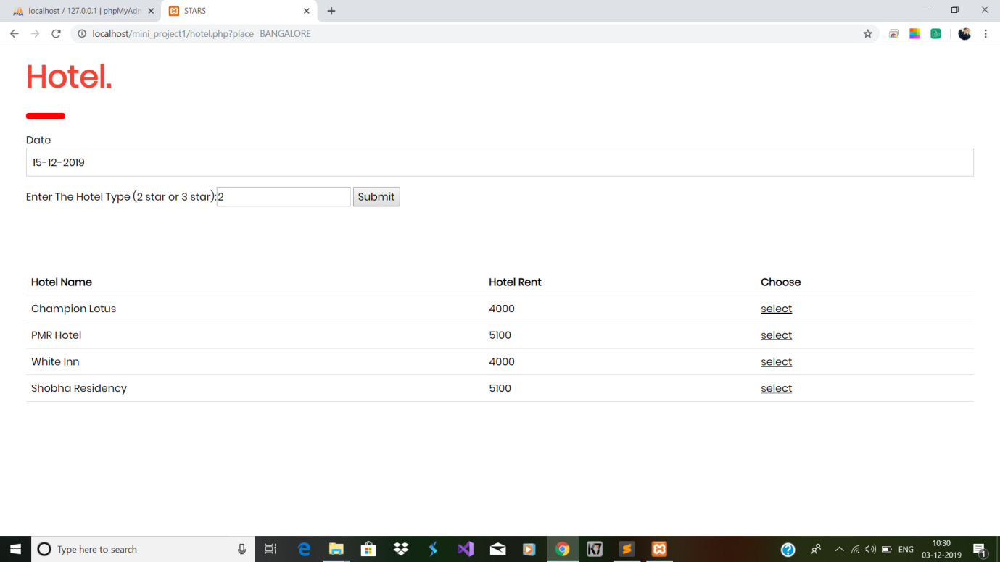 localhost / 127.0.0.1 | phpMyAdm
STARS
localhost/mini_project1/hotel.php?place=BANGALORE
Hotel.
Date
15-12-2019
Enter The Hotel Type (2 star or 3 star):2 Submit
Hotel Name Hotel Rent Choose
Champion Lotus 4000 select
PMR Hotel 5100 select
White Inn 4000 select
Shobha Residency 5100 select
Type here to search
ENG
10:30
03-12-2019
1